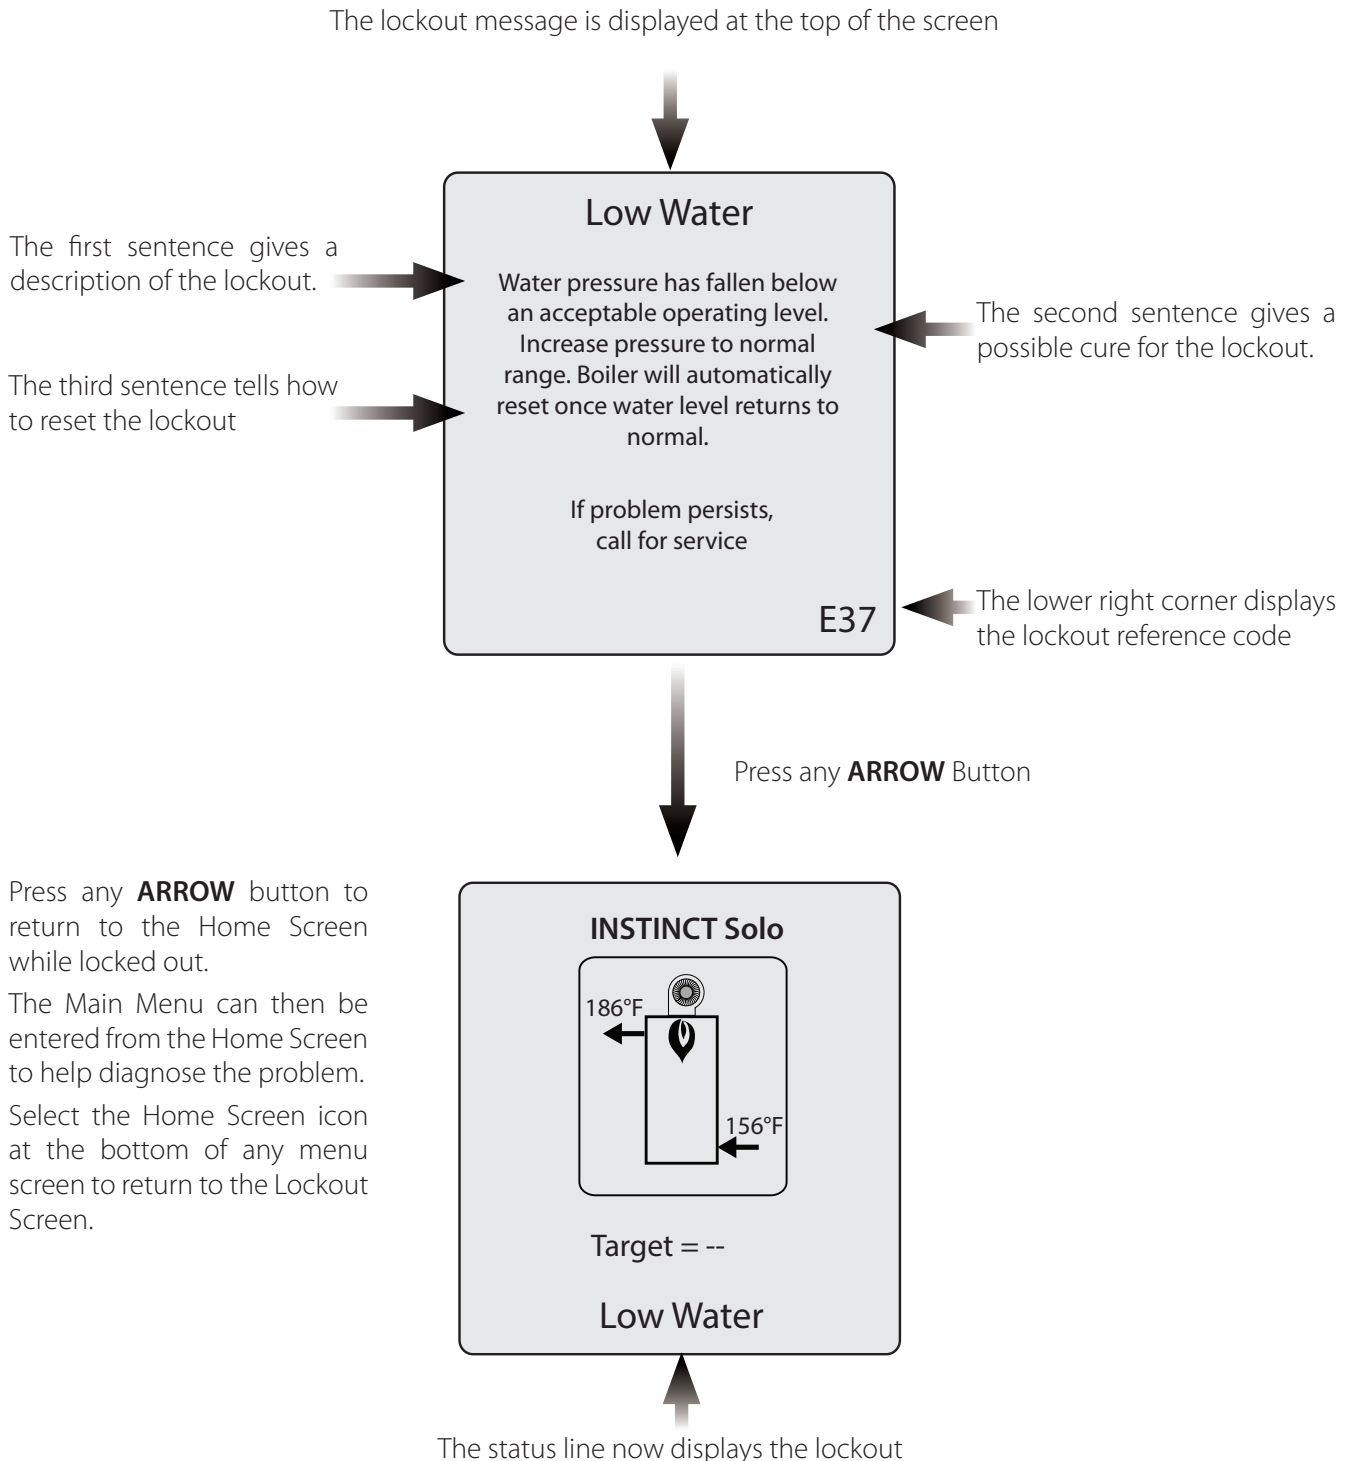 The lockout message is displayed at the top of the screen
Low Water
The first sentence gives a
description of the lockout.
Water pressure has fallen below
an acceptable operating level.
Increase pressure to normal
range. Boiler will automatically
reset once water level returns to
normal.
The second sentence gives a
possible cure for the lockout.
The third sentence tells how
to reset the lockout
If problem persists,
call for service
E37
The lower right corner displays
the lockout reference code
Press any ARROW Button
Press any ARROW button to
return to the Home Screen
while locked out.
The Main Menu can then be
entered from the Home Screen
to help diagnose the problem.
Select the Home Screen icon
at the bottom of any menu
screen to return to the Lockout
Screen.
INSTINCT Solo
186°F
156°F
Target = --
Low Water
The status line now displays the lockout